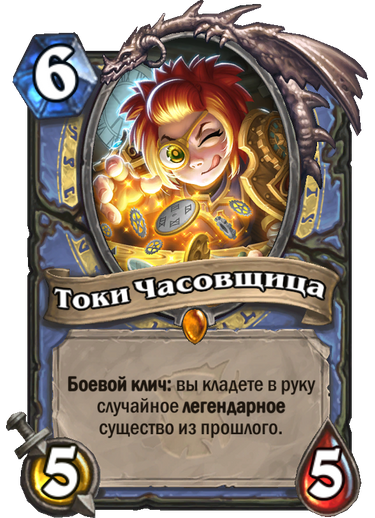 6
Токи Часовщица
Боевой клич: вы кладете в руку
случайное легендарное
существо из прошлого.
5
5